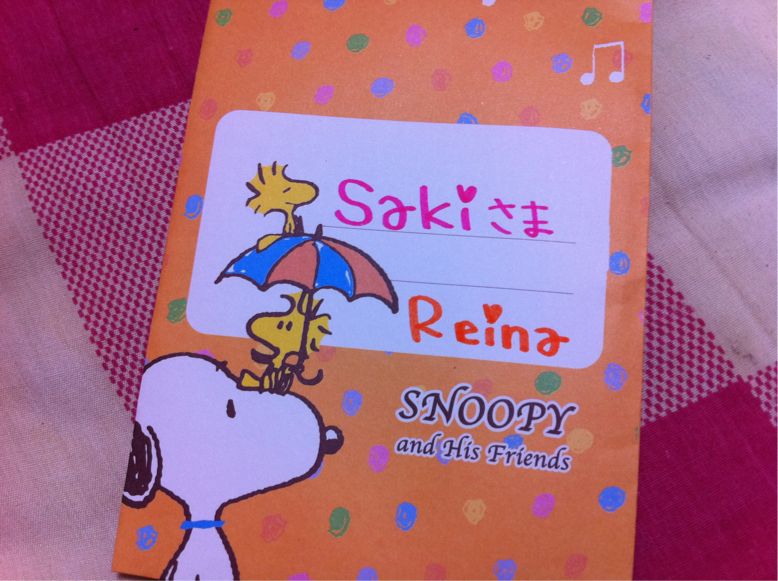 Sakiさま
Reina
SNOOPY
and His Friends